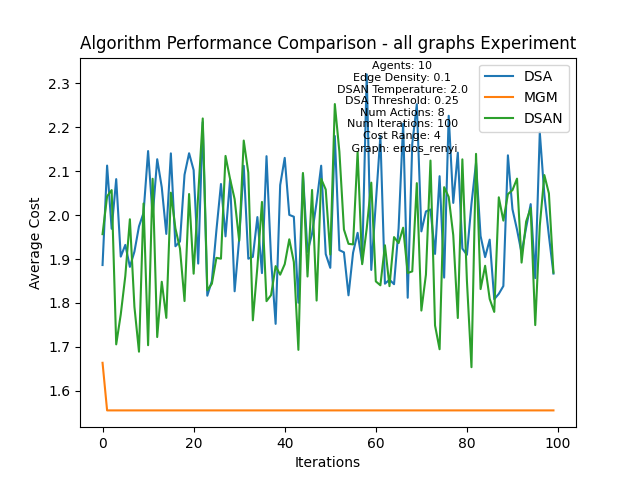 Algorithm Performance Comparison - all graphs Experiment
Agents: 10
Edge Density: 0.1
DSAN Temperature: 2.0
DSA Threshold: 0.25
Num Actions: 8
Num Iterations: 100
Cost Range: 4
Graph: erdos_renyi
DSA
MGM
DSAN
Average Cost
2.3
2.2
2.1
2.0
1.9
1.8
1.7
1.6
0 20 40 60 80 100
Iterations